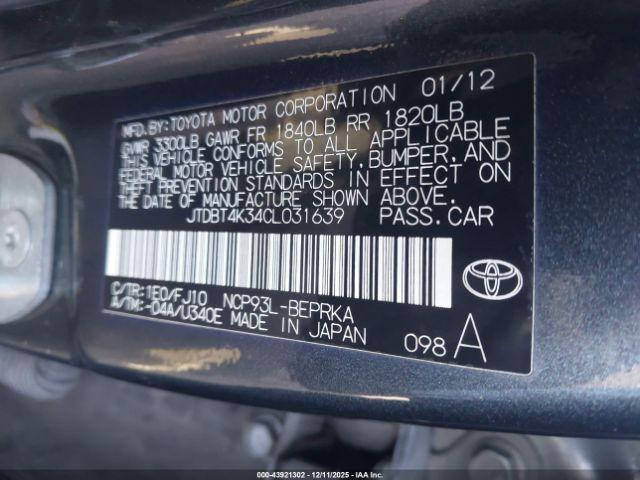 MFD.BY:TOYOTA MOTOR CORPORATION 01/12
GVWR 3300LB GAWR FR 1840LB RR 1820LB
THIS VEHICLE CONFORMS TO ALL APPLICABLE
FEDERAL MOTOR VEHICLE SAFETY, BUMPER, AND
THEFT PREVENTION STANDARDS IN EFFECT ON
THE DATE OF MANUFACTURE SHOWN ABOVE.
JTDBT4K34CL031639 PASS.CAR
C/TR:1E0/FJ10 NCP93L-BEPRKA
A/TM:-04A/U340E MADE IN JAPAN
098 A
000-43921302 - 12/11/2025 - IAAI.COM